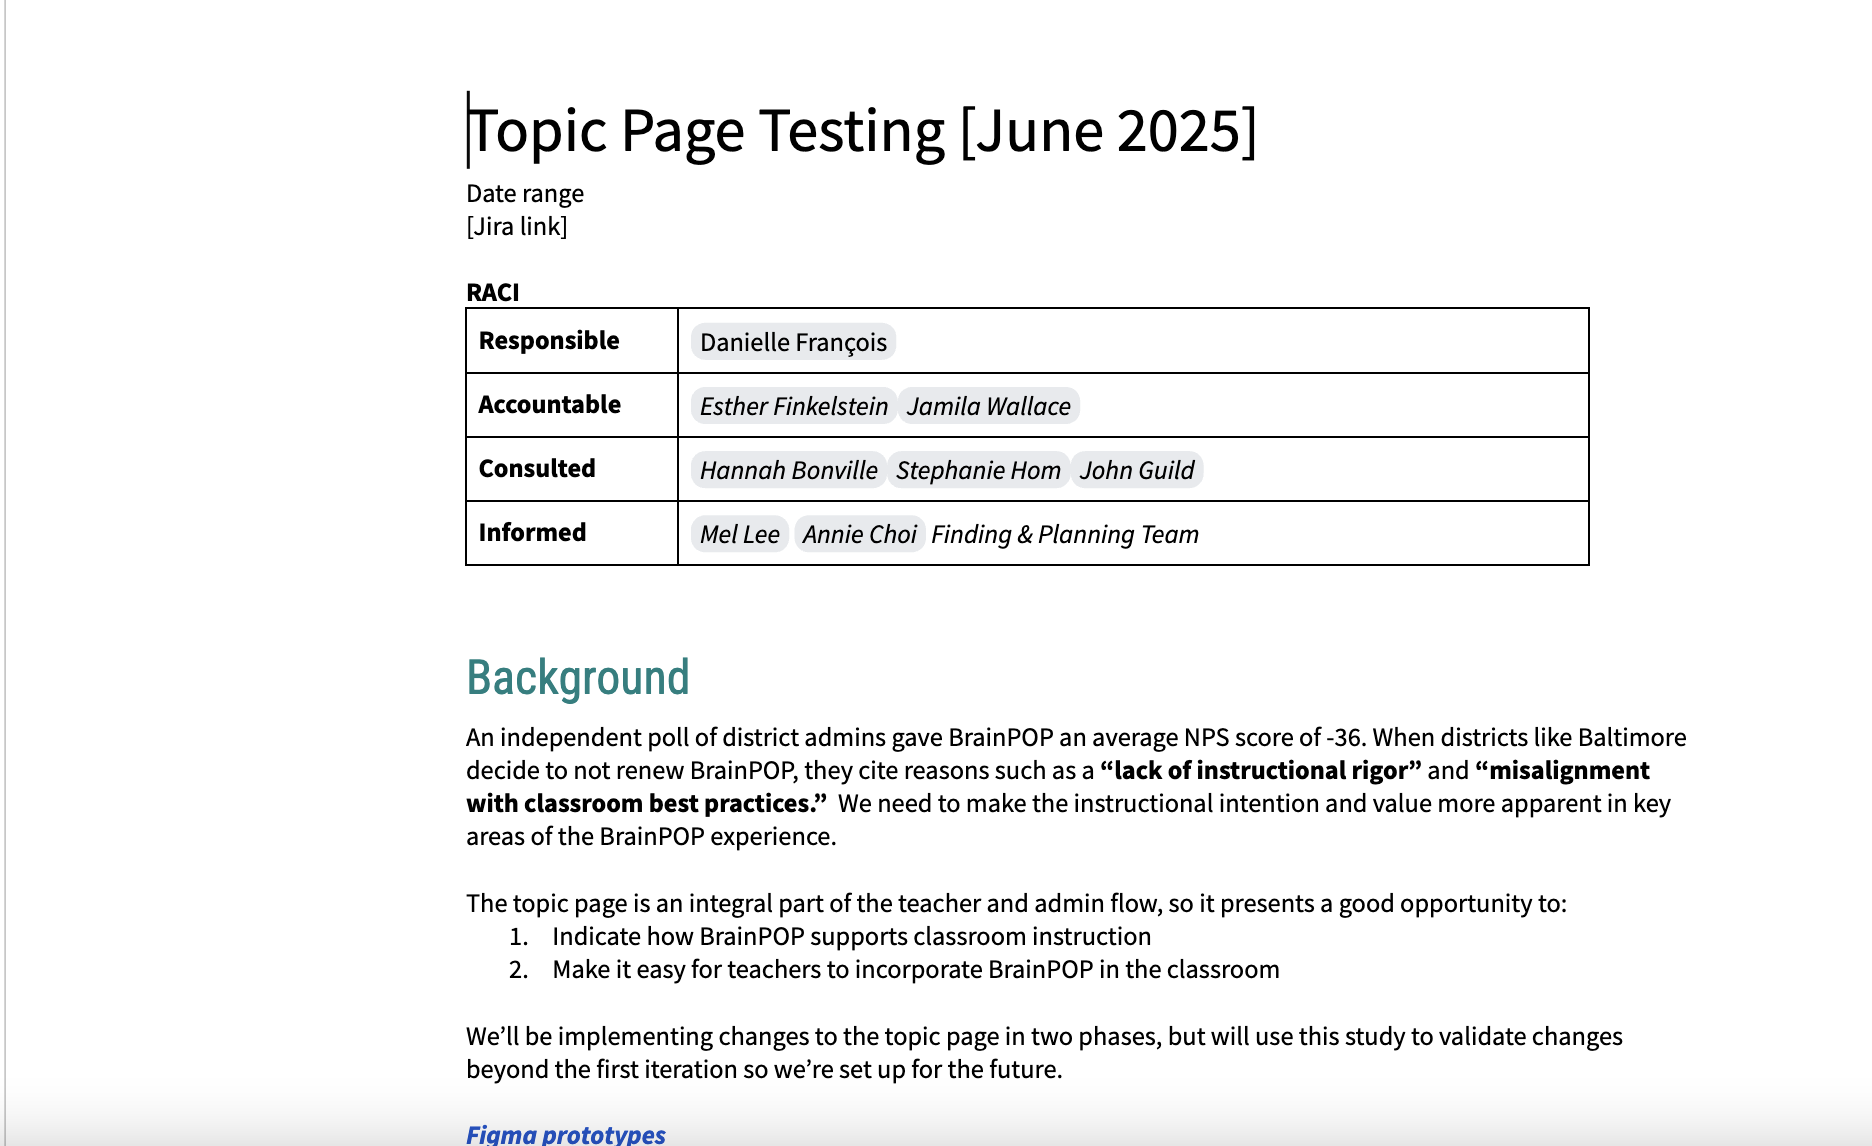 Topic Page Testing [June 2025]
Date range
[Jira link]
RACI
Responsible Danielle François
Accountable Esther Finkelstein Jamila Wallace
Consulted Hannah Bonville Stephanie Hom John Guild
Informed Mel Lee Annie Choi Finding & Planning Team
Background
An independent poll of district admins gave BrainPOP an average NPS score of -36. When districts like Baltimore
decide to not renew BrainPOP, they cite reasons such as a “lack of instructional rigor” and “misalignment
with classroom best practices.”  We need to make the instructional intention and value more apparent in key
areas of the BrainPOP experience.
The topic page is an integral part of the teacher and admin flow, so it presents a good opportunity to:
1. Indicate how BrainPOP supports classroom instruction
2. Make it easy for teachers to incorporate BrainPOP in the classroom
We’ll be implementing changes to the topic page in two phases, but will use this study to validate changes
beyond the first iteration so we’re set up for the future.
Figma prototypes